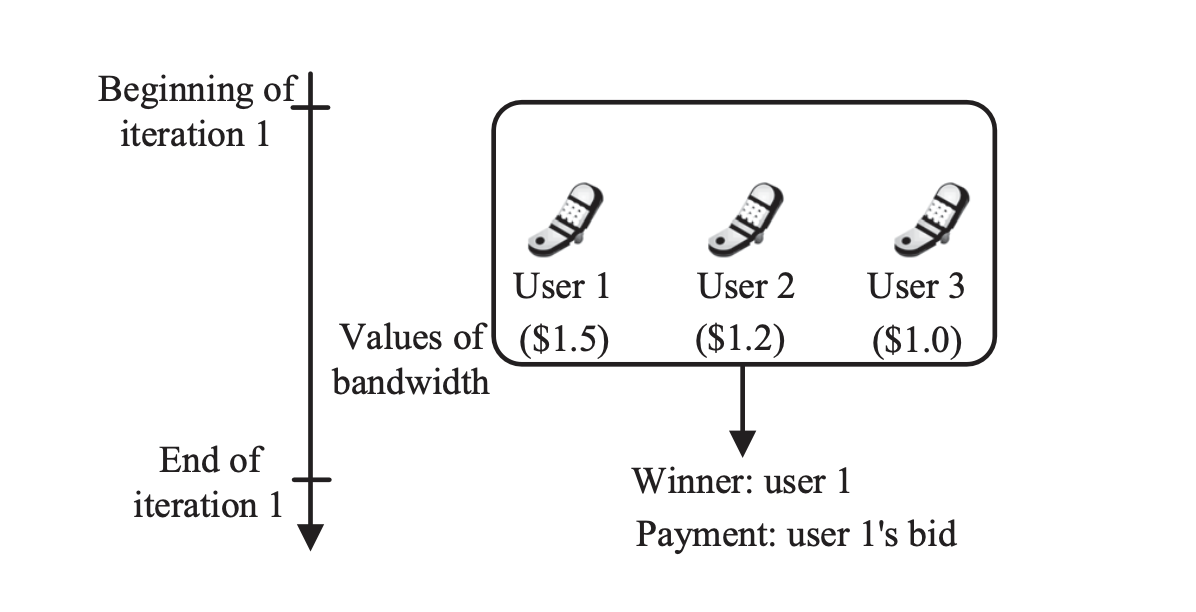 Beginning of
iteration 1
User 1
User 2
User 3
Values of
bandwidth
($1.5)
($1.2)
($1.0)
End of
iteration 1
Winner: user 1
Payment: user 1's bid